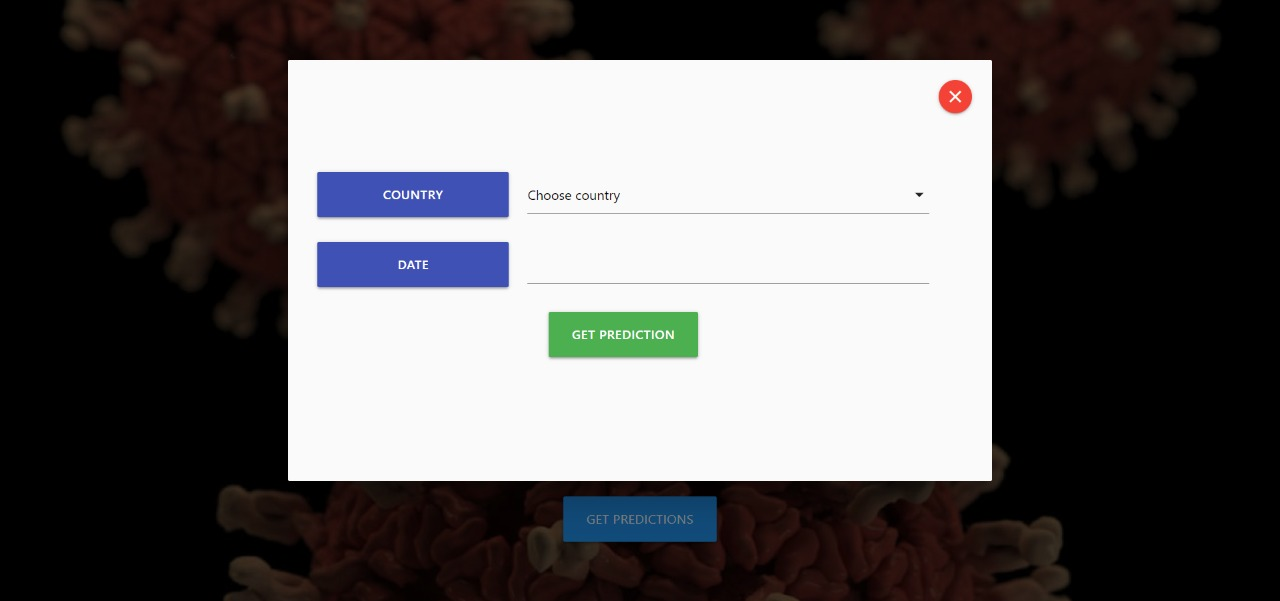 COUNTRY
Choose country
DATE
GET PREDICTION
GET PREDICTIONS